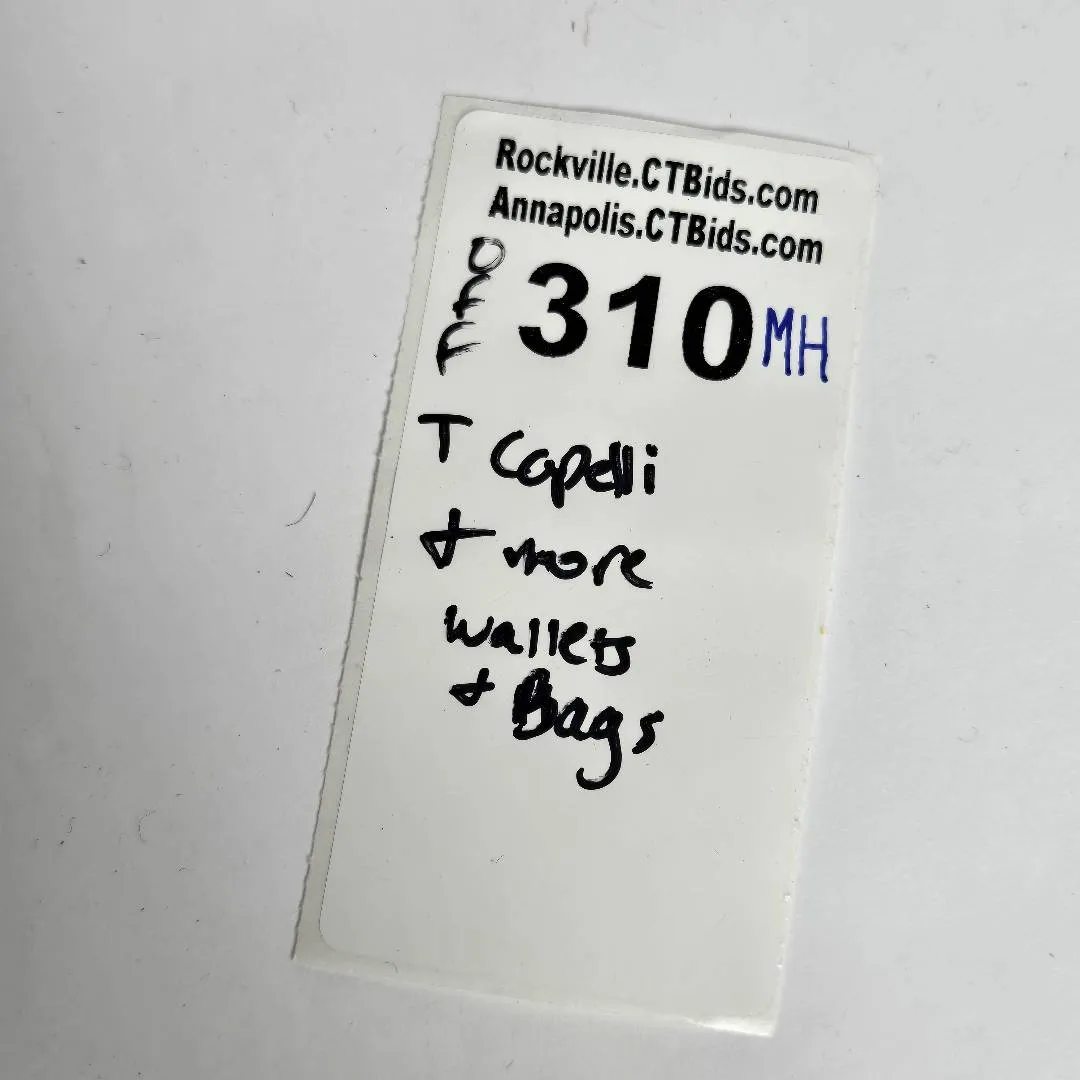 Rockville.CTBids.com
Annapolis.CTBids.com
310 MH
T Capelli
+ more
wallets
+ Bags